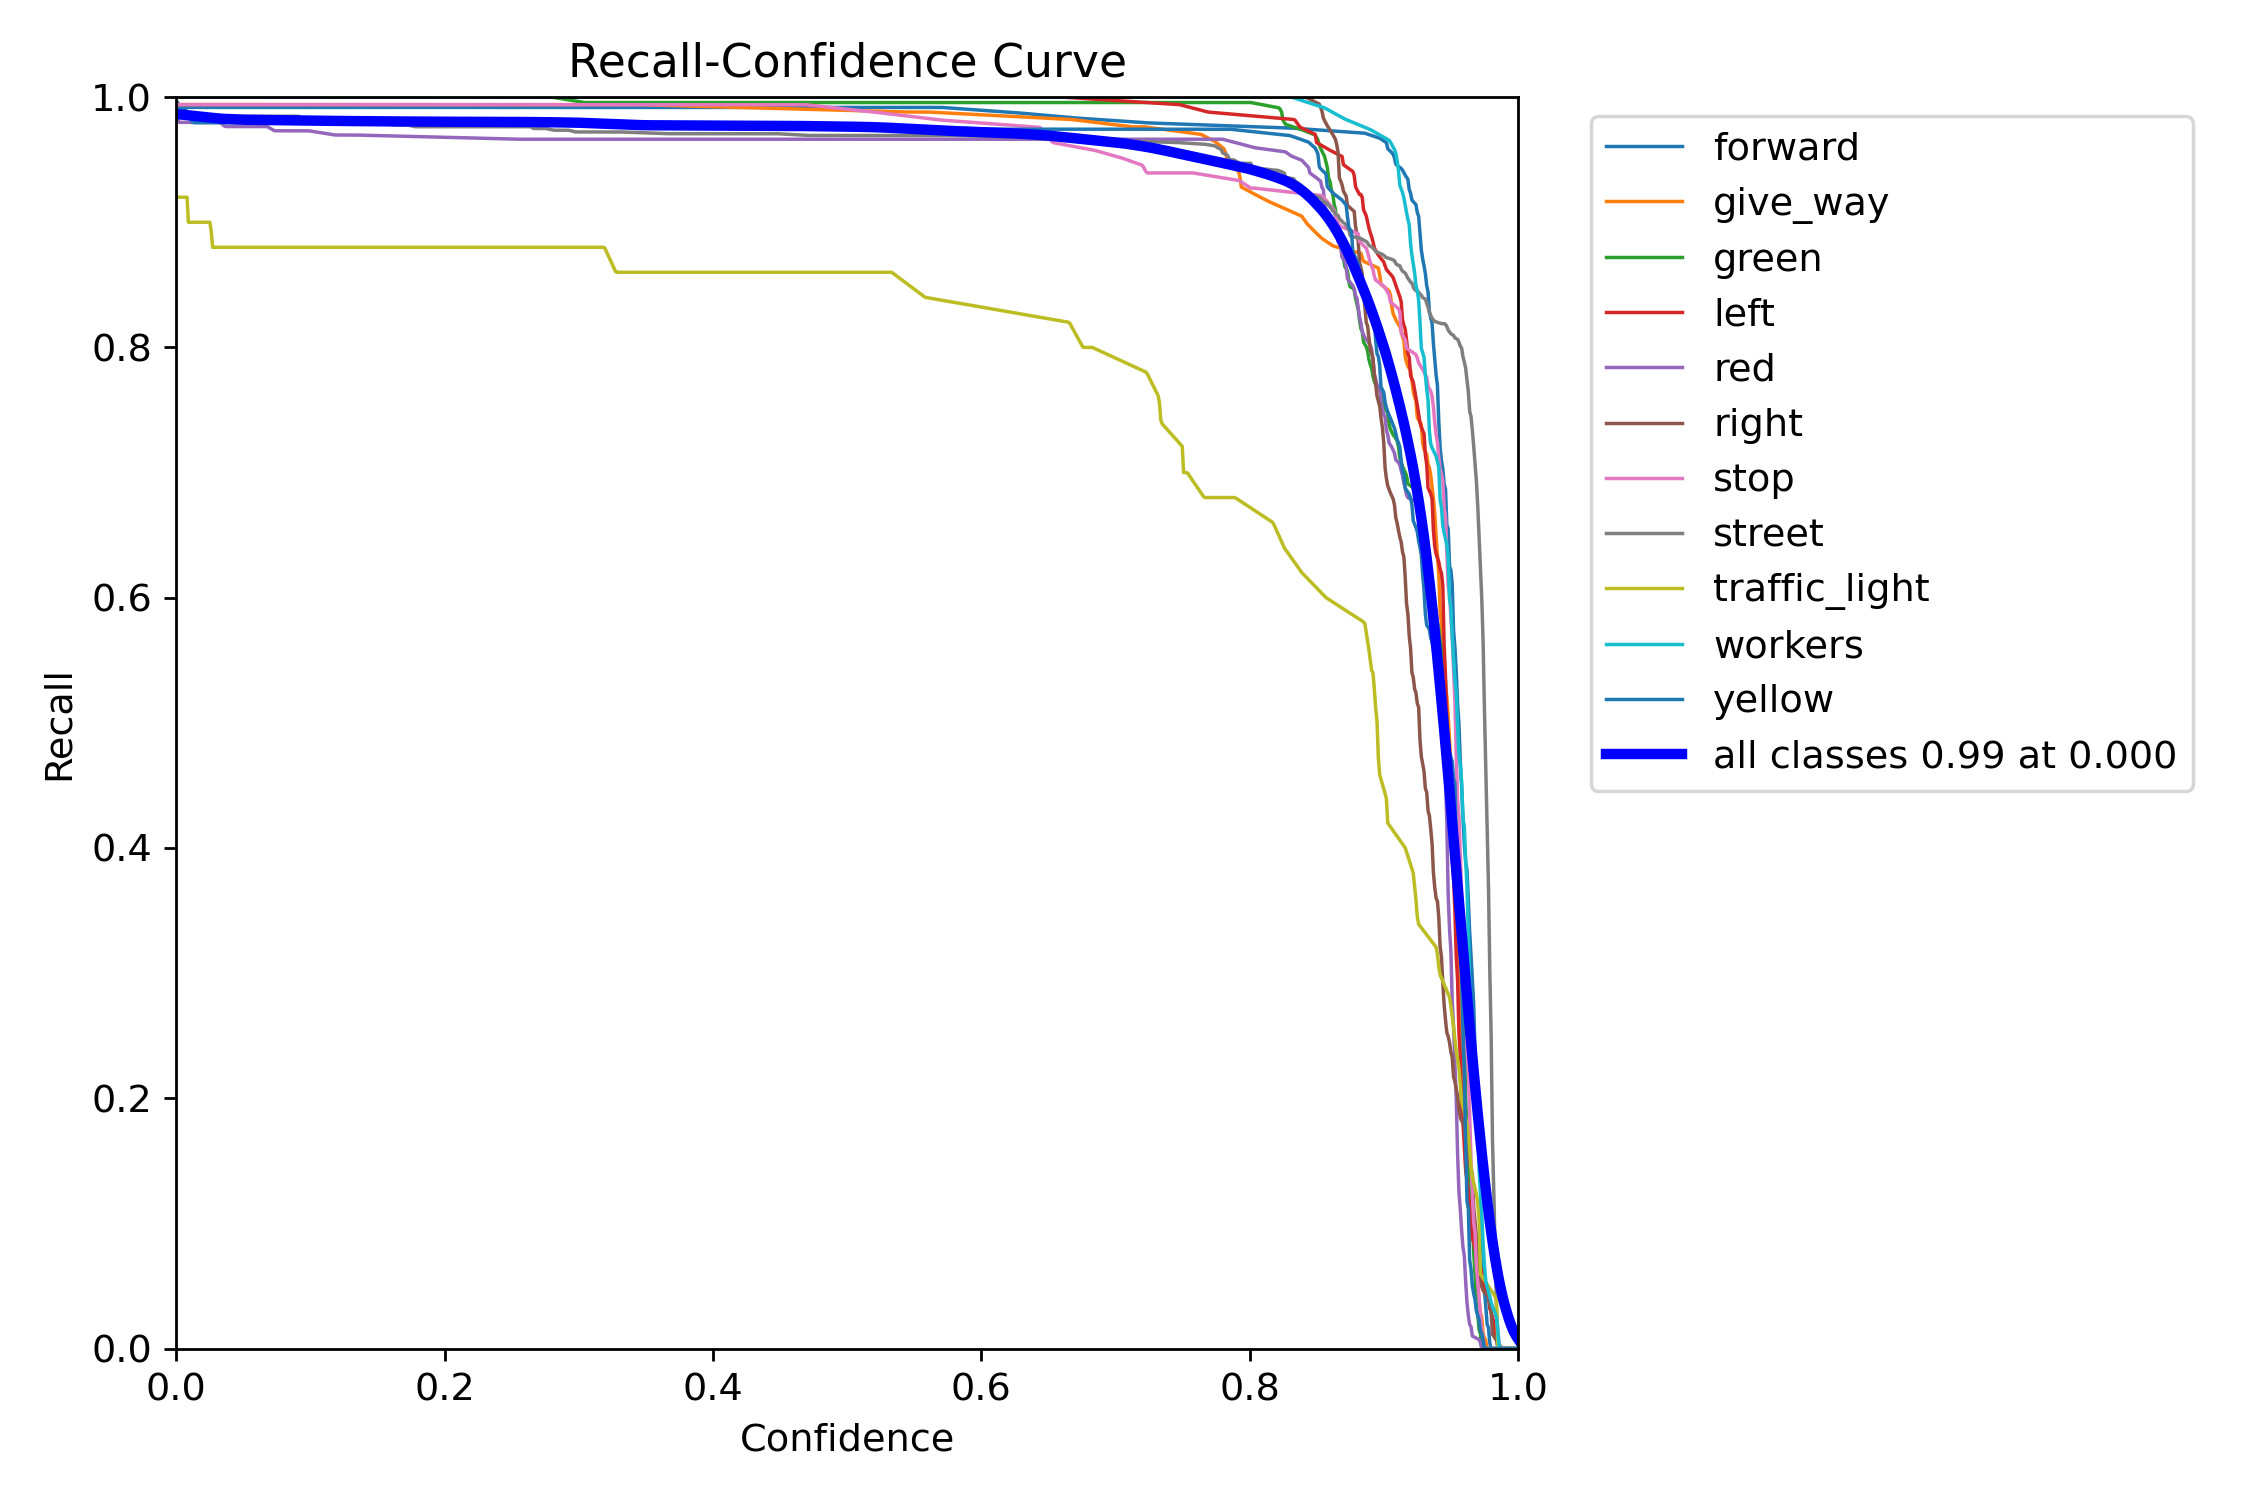 Recall-Confidence Curve
1.0
0.8
0.6
0.4
0.2
0.0
Recall
0.0 0.2 0.4 0.6 0.8 1.0
Confidence
forward
give_way
green
left
red
right
stop
street
traffic_light
workers
yellow
all classes 0.99 at 0.000